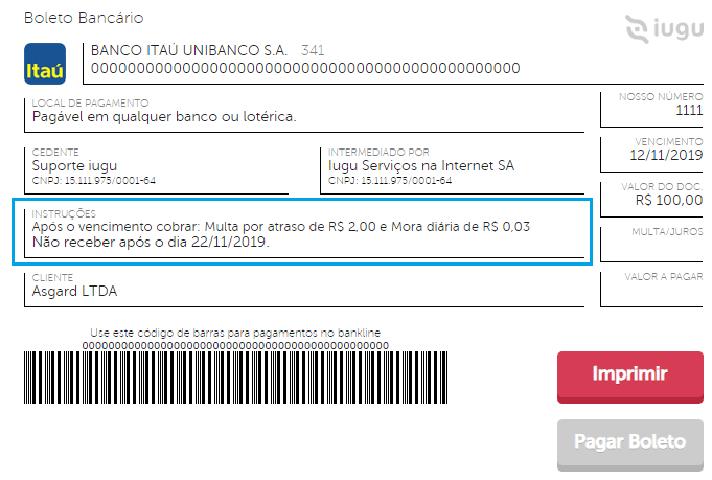 Boleto Bancário
iugu
Itaú
BANCO ITAÚ UNIBANCO S.A. 341
00000000000000000000000000000000000000000000000
LOCAL DE PAGAMENTO
Pagável em qualquer banco ou lotérica.
NOSSO NÚMERO
1111
VENCIMENTO
12/11/2019
CEDENTE
Suporte iugu
CNPJ: 15.111.975/0001-64
INTERMEDIADO POR
Iugu Serviços na Internet SA
CNPJ: 15.111.975/0001-64
VALOR DO DOC.
R$ 100,00
INSTRUÇÕES
Após o vencimento cobrar: Multa por atraso de R$ 2,00 e Mora diária de R$ 0,03
Não receber após o dia 22/11/2019.
MULTA/JUROS
CLIENTE
Asgard LTDA
VALOR A PAGAR
Use este código de barras para pagamentos no bankline
00000000000000000000000000000000000000000000000
Imprimir
Pagar Boleto